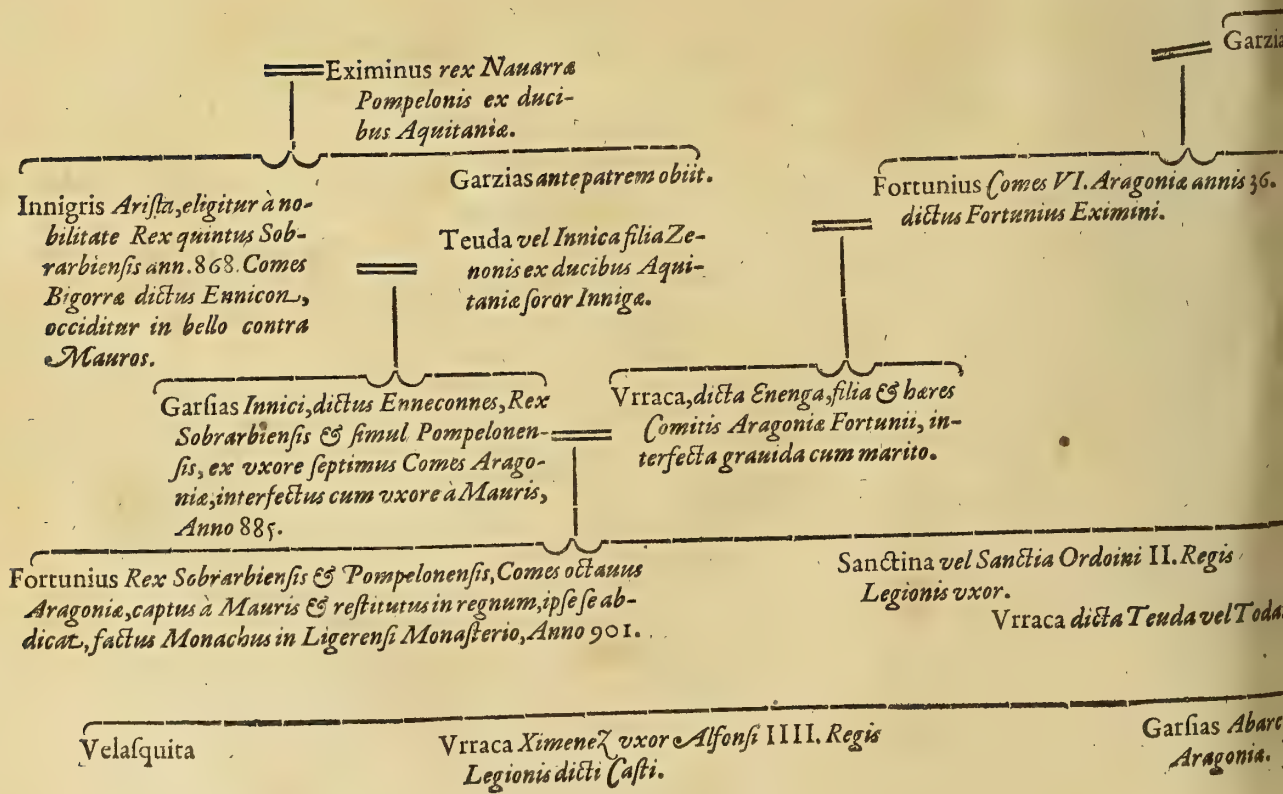 Eximinus rex Nauarræ
Pompelonis ex duci-
bus Aquitaniæ.
Garzia
Innigris Ariſta, eligitur à no-
bilitate Rex quintus Sob-
rarbienſis ann. 868. Comes
Bigorræ dictus Ennicon,
occiditur in bello contra
Mauros.
Garzias ante patrem obiit.
Teuda vel Innica filia Ze-
nonis ex ducibus Aqui-
taniæ ſoror Innigæ.
Fortunius Comes VI. Aragoniæ annis 36.
dictus Fortunius Eximini.
Garſias Innici, dictus Enneconnes, Rex
Sobrarbienſis & ſimul Pompelonen-
ſis, ex vxore ſeptimus Comes Arago-
niæ, interfectus cum vxore à Mauris,
Anno 885.
Vrraca, dicta Enenga, filia & hæres
Comitis Aragoniæ Fortunii, in-
terfecta grauida cum marito.
Fortunius Rex Sobrarbienſis & Pompelonenſis, Comes octauus
Aragoniæ, captus à Mauris & reſtitutus in regnum, ipſe ſe ab-
dicat, factus Monachus in Ligerenſi Monaſterio, Anno 901.
Sanctina vel Sanctia Ordoini II. Regis
Legionis vxor.
Vrraca dicta Teuda vel Toda
Velaſquita
Vrraca Ximenez vxor Alfonſi IIII. Regis
Legionis dicti Caſti.
Garſias Abarc
Aragoniæ.